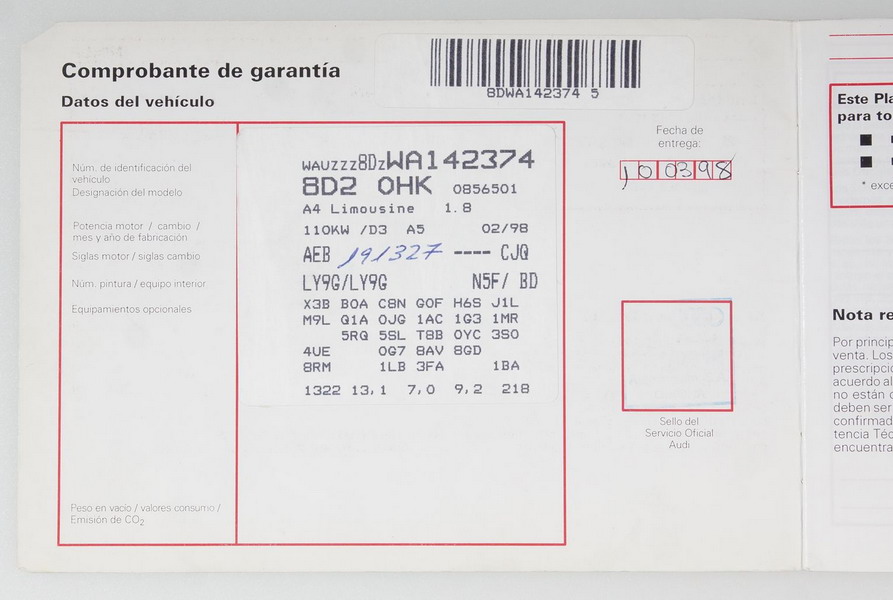 Comprobante de garantía
Datos del vehículo
8DWA142374 5
Núm. de identificación del
vehículo
Designación del modelo
Potencia motor / cambio /
mes y año de fabricación
Siglas motor / siglas cambio
Núm. pintura / equipo interior
Equipamientos opcionales
Peso en vacío / valores consumo /
Emisión de CO2
WAUZZZ8DZWA142374
8D2 0HK 0856501
A4 Limousine 1.8
110KW /D3 A5 02/98
AEB 191327 ---- CJQ
LY9G/LY9G N5F/ BD
X3B B0A C8N G0F H6S J1L
M9L Q1A 0JG 1AC 1G3 1MR
5RQ 5SL T8B 0YC 3S0
4UE 0G7 8AV 8GD
8RM 1LB 3FA 1BA
1322 13,1 7,0 9,2 218
Fecha de
entrega:
10 03 98
Sello del
Servicio Oficial
Audi
Este Pla
para to
* exce
Nota re
Por princip
venta. Los
prescripció
acuerdo al
no están c
deben ser
confirmad
tencia Téc
encuentra